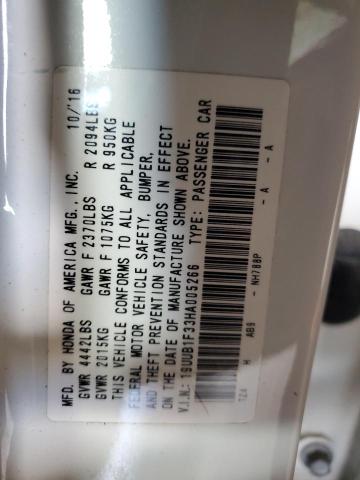 MFD. BY HONDA OF AMERICA MFG., INC. 10/'16
GVWR 4442LBS GAWR F 2370LBS R 2094LBS
GVWR 2015KG GAWR F 1075KG R 950KG
THIS VEHICLE CONFORMS TO ALL APPLICABLE
FEDERAL MOTOR VEHICLE SAFETY, BUMPER,
AND THEFT PREVENTION STANDARDS IN EFFECT
ON THE DATE OF MANUFACTURE SHOWN ABOVE.
V.I.N.: 19UUB1F33HA005266 TYPE: PASSENGER CAR
H AB9 - NH788P - A - A
TZ4